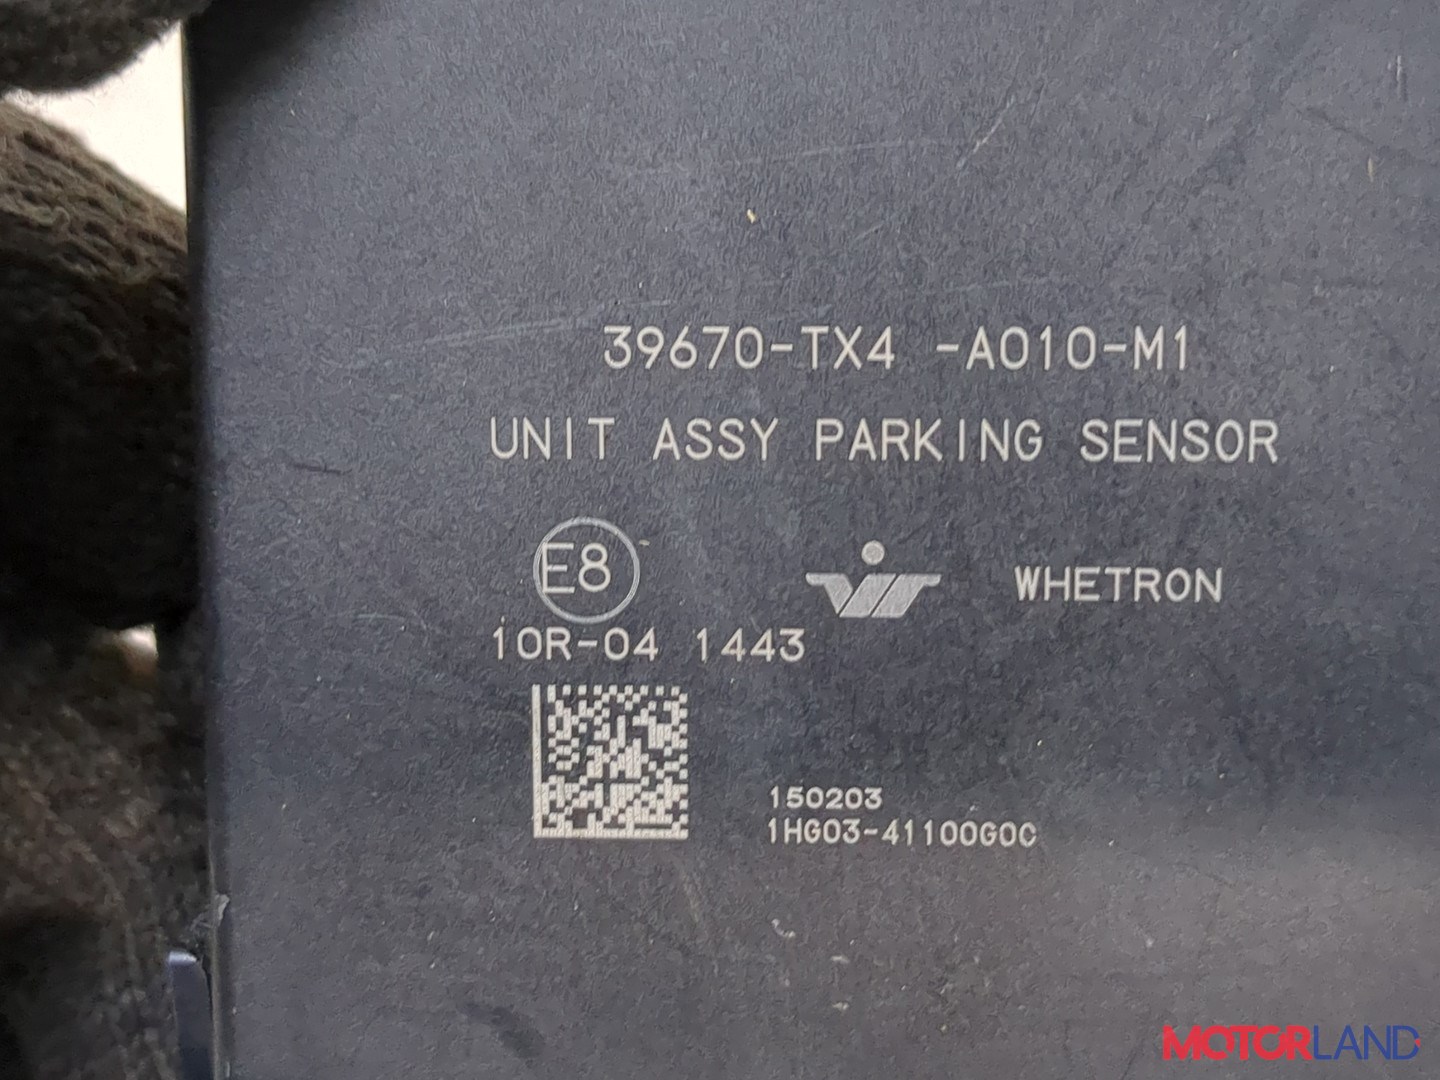 39670-TX4 -A010-M1
UNIT ASSY PARKING SENSOR
E8
WHETRON
10R-04 1443
150203
1HG03-41100G0C
MOTORLAND